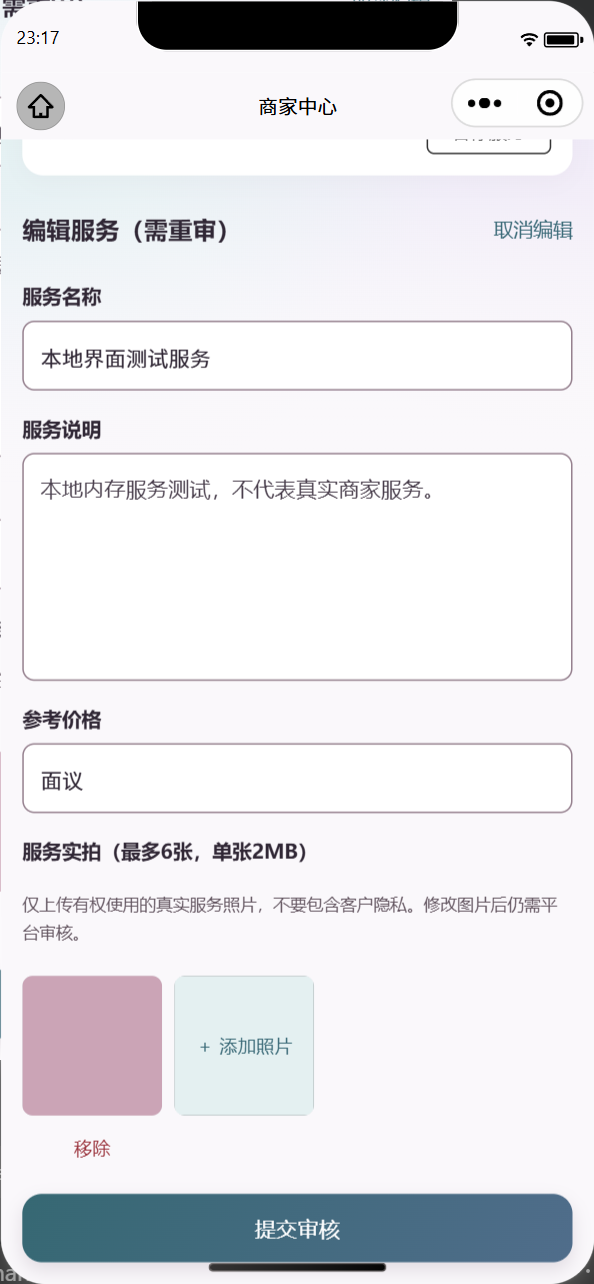 23:17
商家中心
编辑服务（需重审）
取消编辑
服务名称
本地界面测试服务
服务说明
本地内存服务测试，不代表真实商家服务。
参考价格
面议
服务实拍（最多6张，单张2MB）
仅上传有权使用的真实服务照片，不要包含客户隐私。修改图片后仍需平
台审核。
+ 添加照片
移除
提交审核